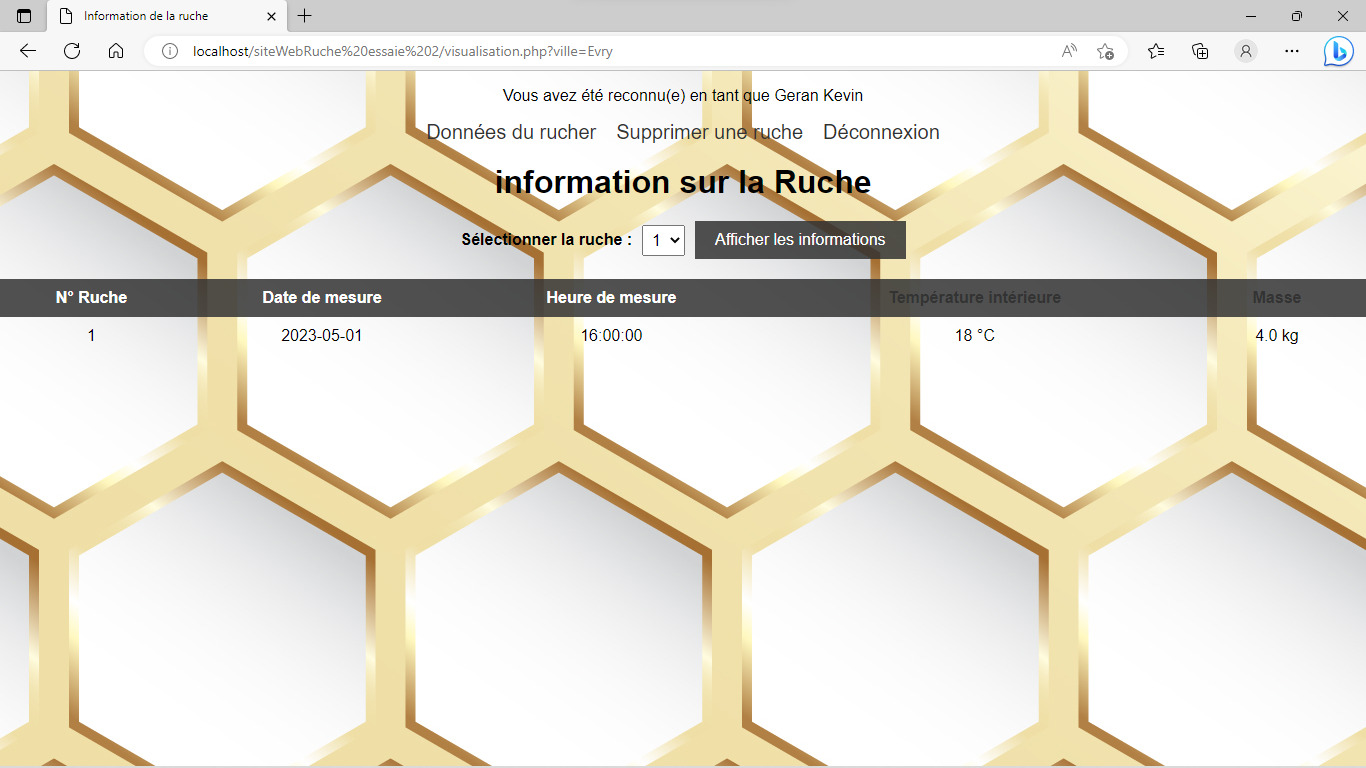 Information de la ruche
localhost/siteWebRuche%20essaie%202/visualisation.php?ville=Evry
Vous avez été reconnu(e) en tant que Geran Kevin
Données du rucher Supprimer une ruche Déconnexion
information sur la Ruche
Sélectionner la ruche : 1 Afficher les informations
N° Ruche Date de mesure Heure de mesure Température intérieure Masse
1 2023-05-01 16:00:00 18 °C 4.0 kg